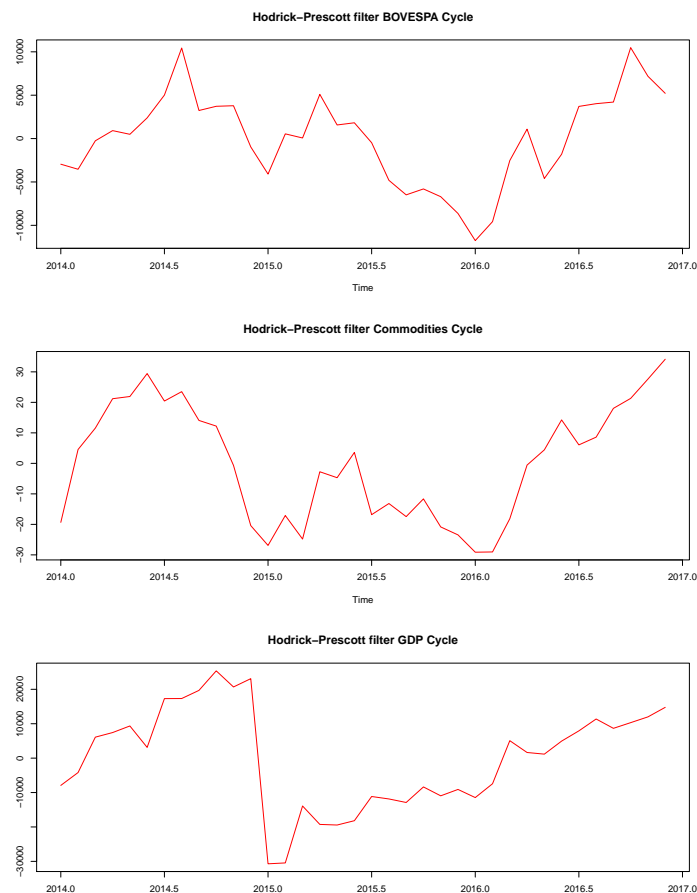 Hodrick–Prescott filter BOVESPA Cycle
10000
5000
0
−5000
−10000
2014.0 2014.5 2015.0 2015.5 2016.0 2016.5 2017.0
Time
Hodrick–Prescott filter Commodities Cycle
30
20
10
0
−10
−20
−30
2014.0 2014.5 2015.0 2015.5 2016.0 2016.5 2017.0
Time
Hodrick–Prescott filter GDP Cycle
20000
10000
0
−10000
−30000
2014.0 2014.5 2015.0 2015.5 2016.0 2016.5 2017.0